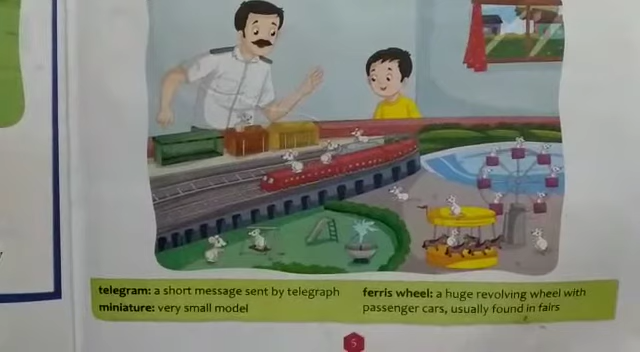 telegram: a short message sent by telegraph
miniature: very small model
ferris wheel: a huge revolving wheel with
passenger cars, usually found in fairs
5